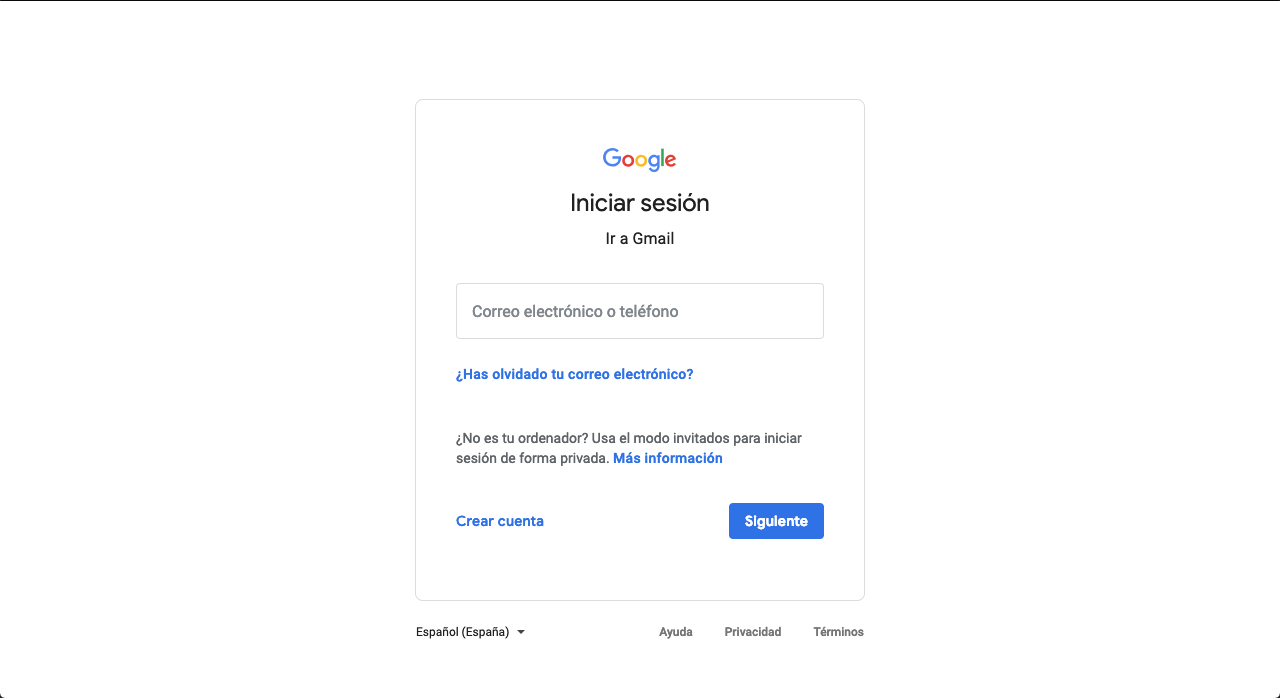 Google
Iniciar sesión
Ir a Gmail
Correo electrónico o teléfono
¿Has olvidado tu correo electrónico?
¿No es tu ordenador? Usa el modo invitados para iniciar
sesión de forma privada. Más información
Crear cuenta
Siguiente
Español (España)
Ayuda
Privacidad
Términos